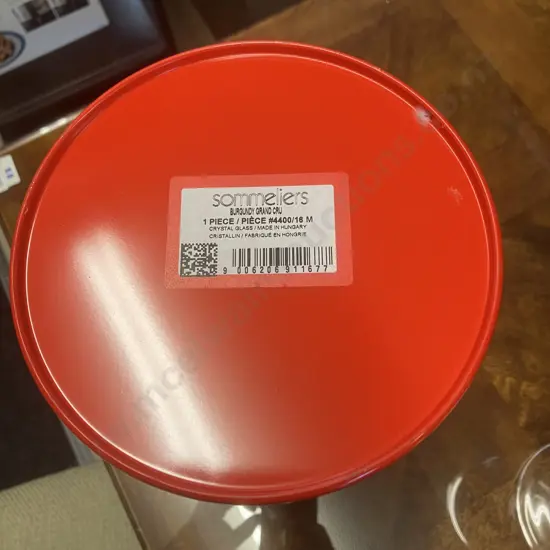 sommeliers
BURGUNDY GRAND CRU
1 PIECE / PIÈCE #4400/16 M
CRYSTAL GLASS / MADE IN HUNGARY
CRISTALLIN / FABRIQUÉ EN HONGRIE
9 006206 911677